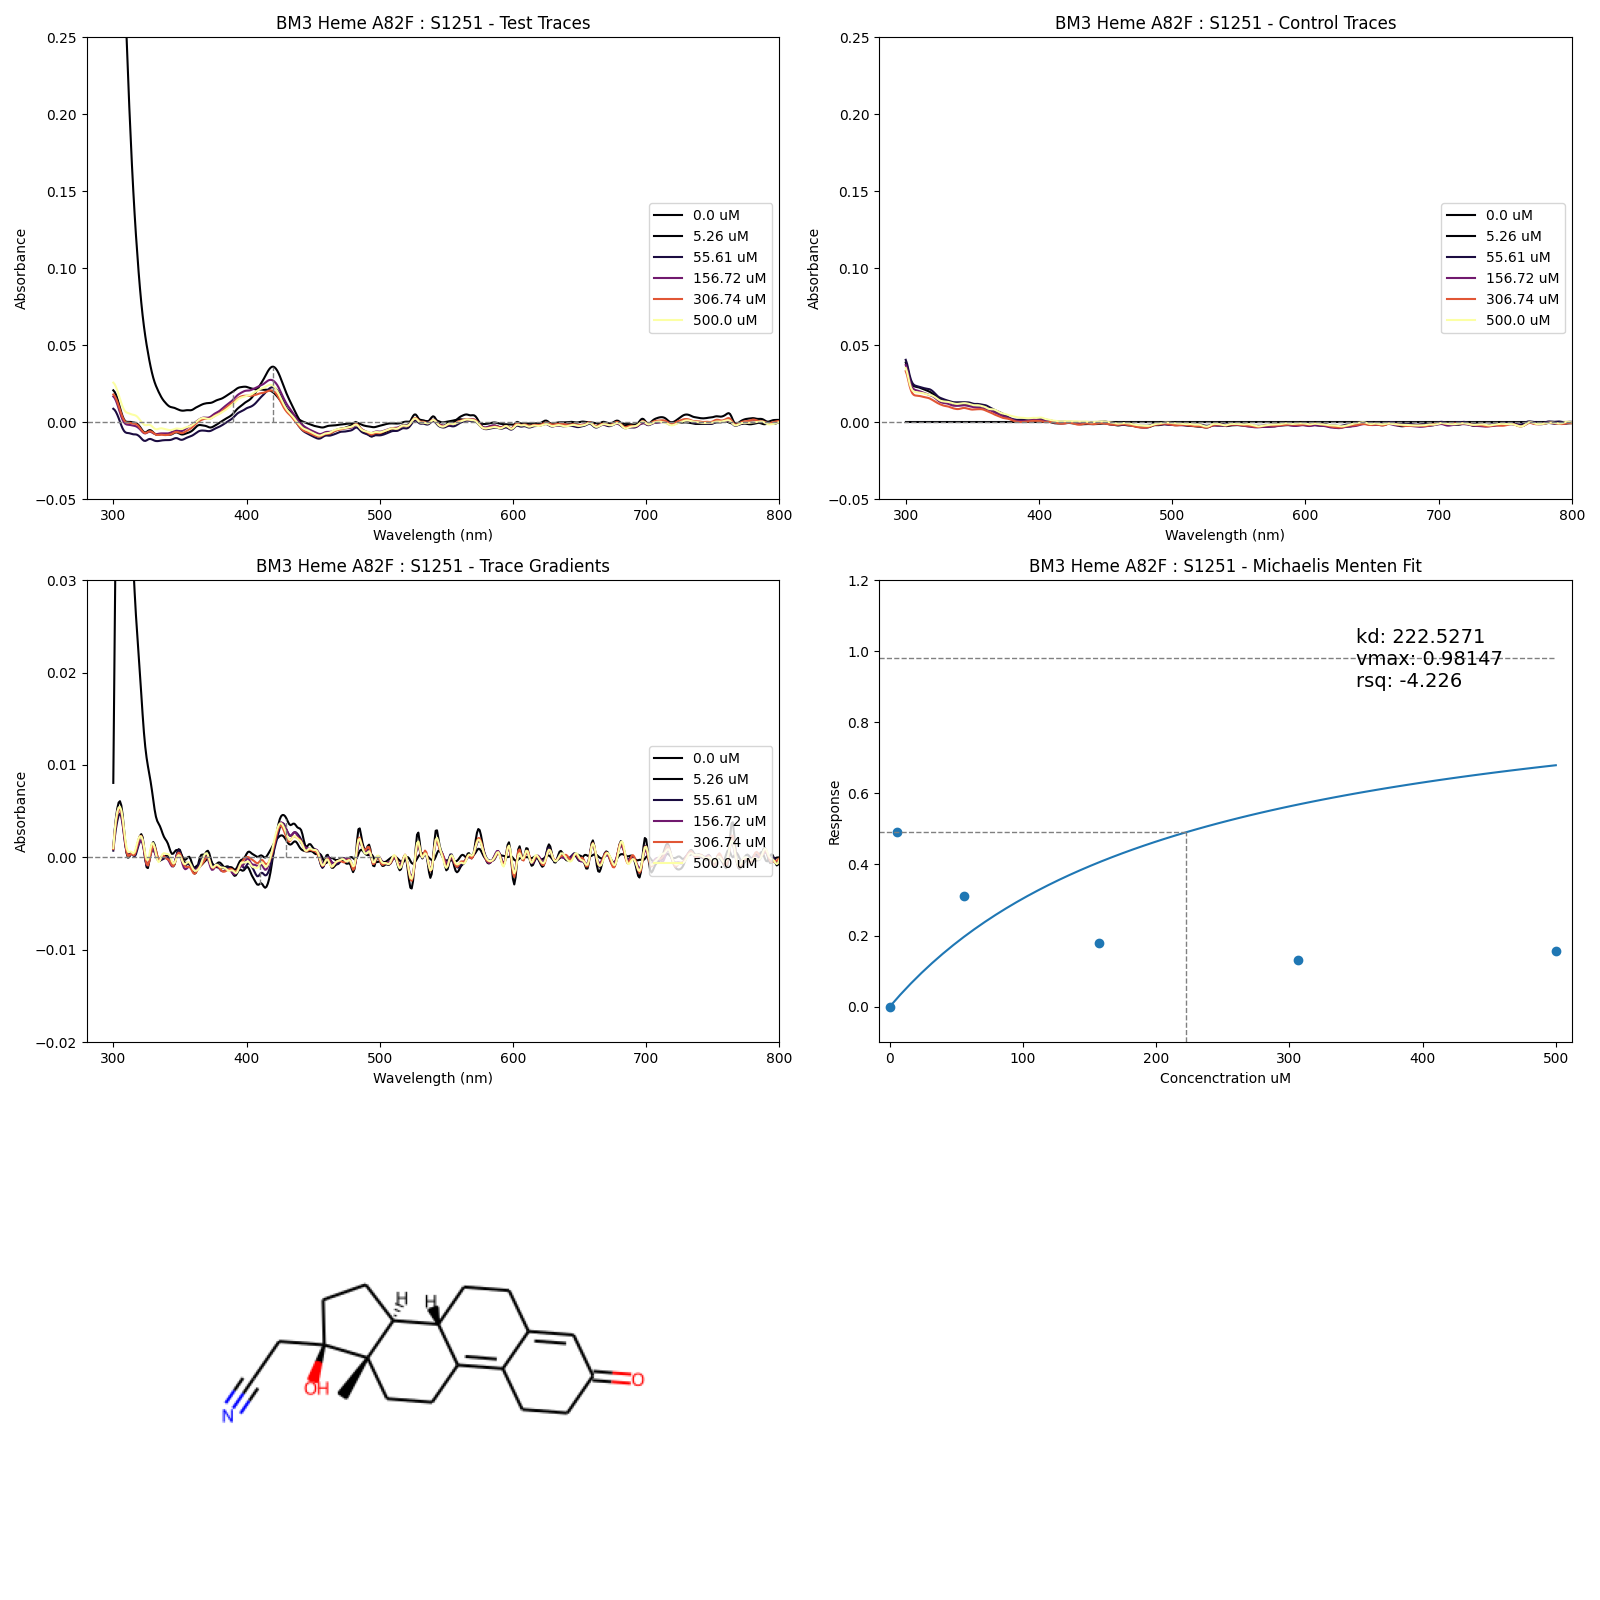 BM3 Heme A82F : S1251 - Test Traces
0.25
0.20
0.15
0.10
0.05
0.00
−0.05
Absorbance
300
400
500
600
700
800
Wavelength (nm)
0.0 uM
5.26 uM
55.61 uM
156.72 uM
306.74 uM
500.0 uM
BM3 Heme A82F : S1251 - Control Traces
0.25
0.20
0.15
0.10
0.05
0.00
−0.05
Absorbance
300
400
500
600
700
800
Wavelength (nm)
0.0 uM
5.26 uM
55.61 uM
156.72 uM
306.74 uM
500.0 uM
BM3 Heme A82F : S1251 - Trace Gradients
0.03
0.02
0.01
0.00
−0.01
−0.02
Absorbance
300
400
500
600
700
800
Wavelength (nm)
0.0 uM
5.26 uM
55.61 uM
156.72 uM
306.74 uM
500.0 uM
BM3 Heme A82F : S1251 - Michaelis Menten Fit
1.2
1.0
0.8
0.6
0.4
0.2
0.0
Response
kd: 222.5271
vmax: 0.98147
rsq: -4.226
0
100
200
300
400
500
Concenctration uM
H
H
OH
N
O